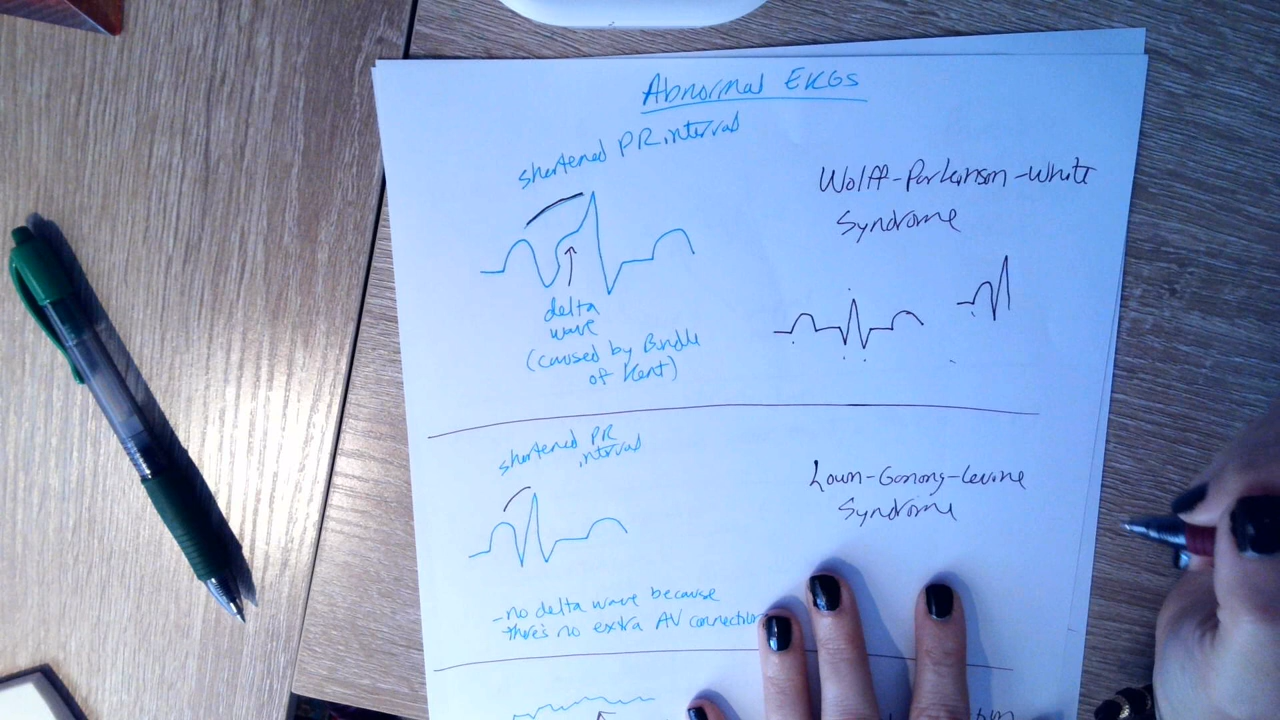 Abnormal EKGs
shortened PR interval
Wolff-Parkinson-White
Syndrome
delta
wave
(caused by Bundle
of Kent)
shortened PR
interval
Lown-Ganong-Levine
Syndrome
-no delta wave because
there's no extra AV connection